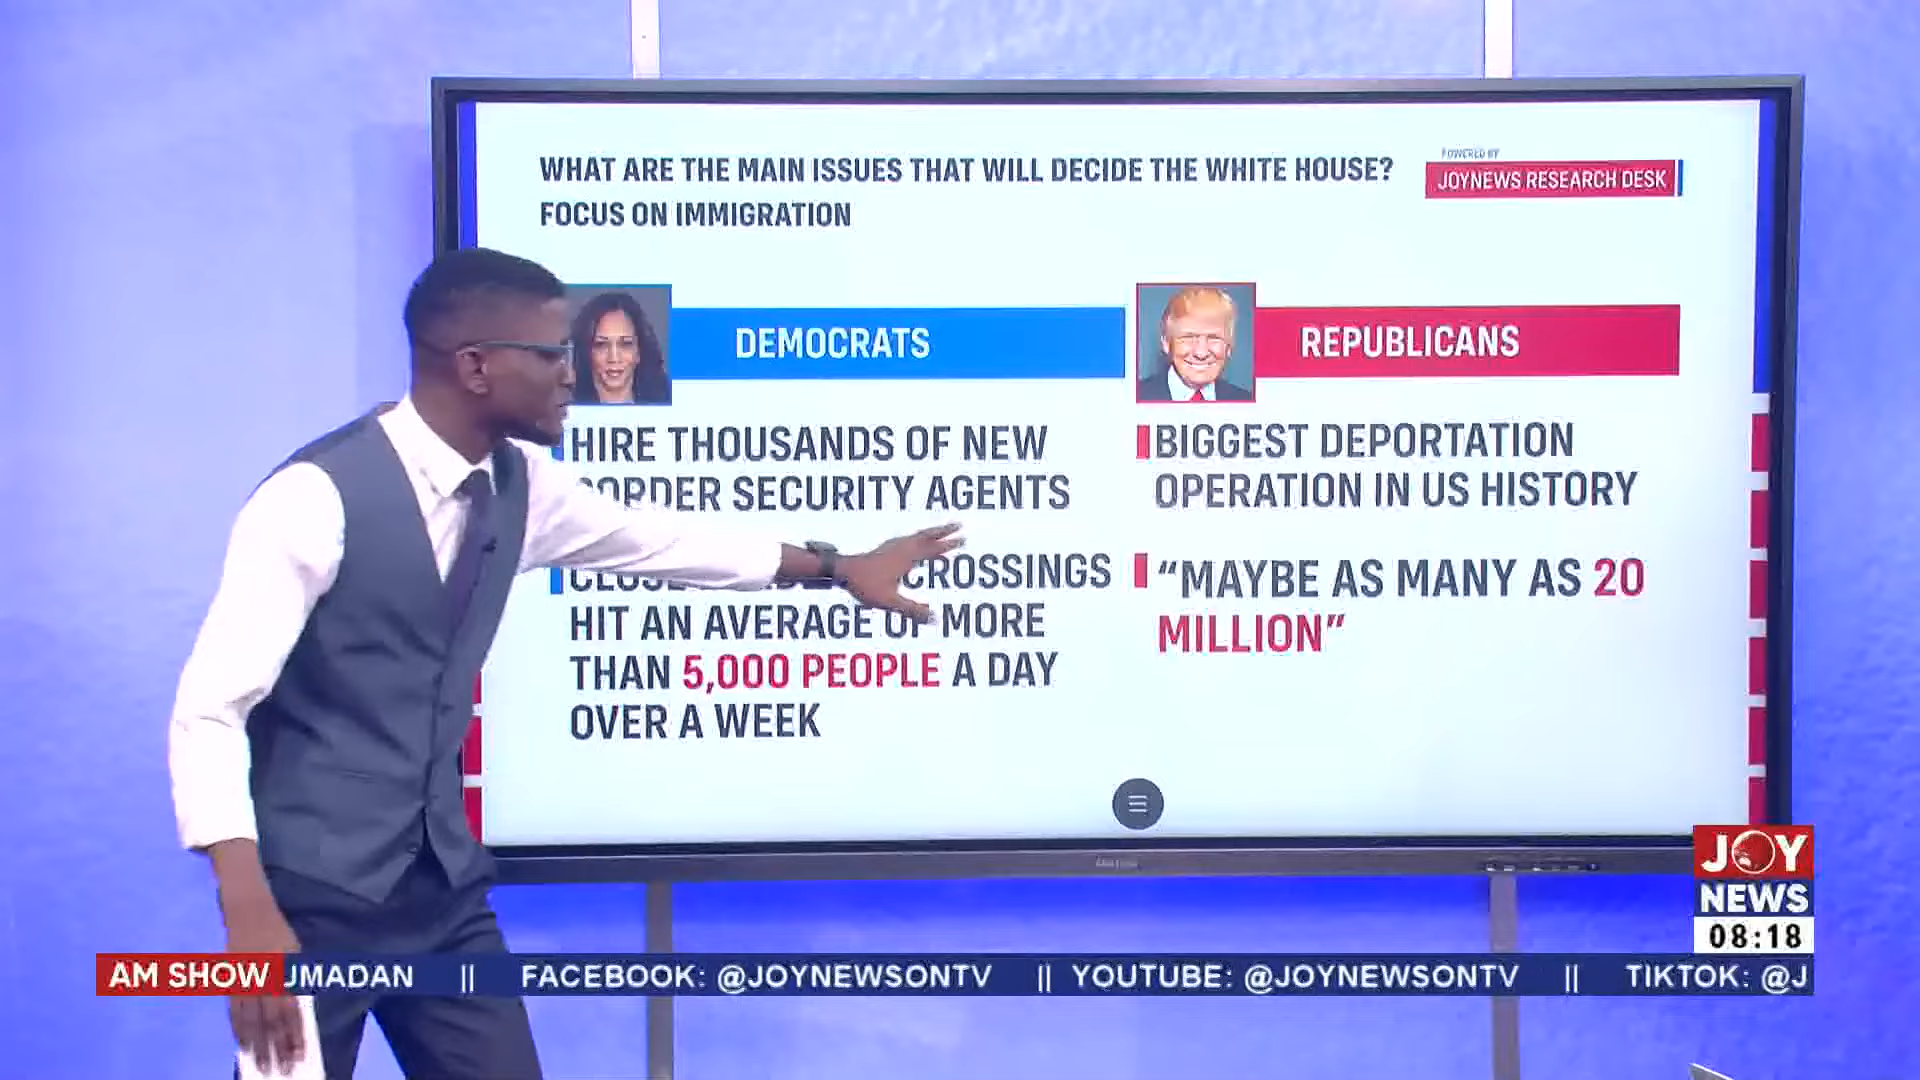 WHAT ARE THE MAIN ISSUES THAT WILL DECIDE THE WHITE HOUSE?
FOCUS ON IMMIGRATION
POWERED BY
JOYNEWS RESEARCH DESK
DEMOCRATS
HIRE THOUSANDS OF NEW
BORDER SECURITY AGENTS
CROSSINGS
HIT AN AVERAGE OF MORE
THAN 5,000 PEOPLE A DAY
OVER A WEEK
REPUBLICANS
BIGGEST DEPORTATION
OPERATION IN US HISTORY
“MAYBE AS MANY AS 20
MILLION”
JOY
NEWS
08:18
AM SHOW JMADAN || FACEBOOK: @JOYNEWSONTV || YOUTUBE: @JOYNEWSONTV || TIKTOK: @J